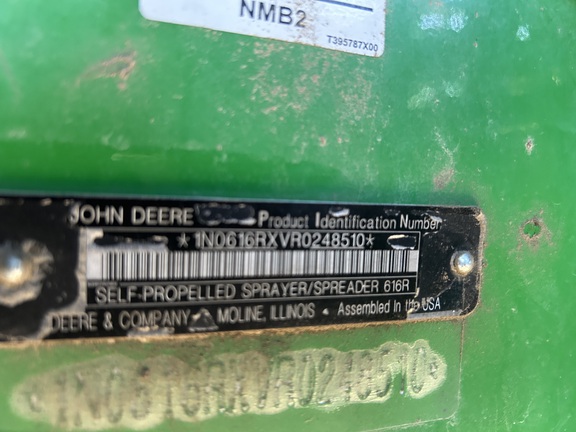 NMB2
T395787X00
JOHN DEERE Product Identification Number
*1N0616RXVR0248510*
SELF-PROPELLED SPRAYER/SPREADER 616R
DEERE & COMPANY MOLINE, ILLINOIS • Assembled in the USA
*1N0616RXVR0248510*